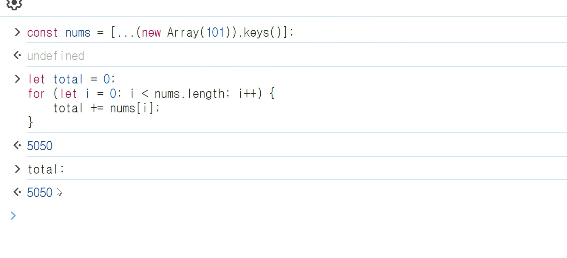 > const nums = [...(new Array(101)).keys()];
<· undefined
> let total = 0;
for (let i = 0; i < nums.length; i++) {
    total += nums[i];
}
<· 5050
> total;
<· 5050
>